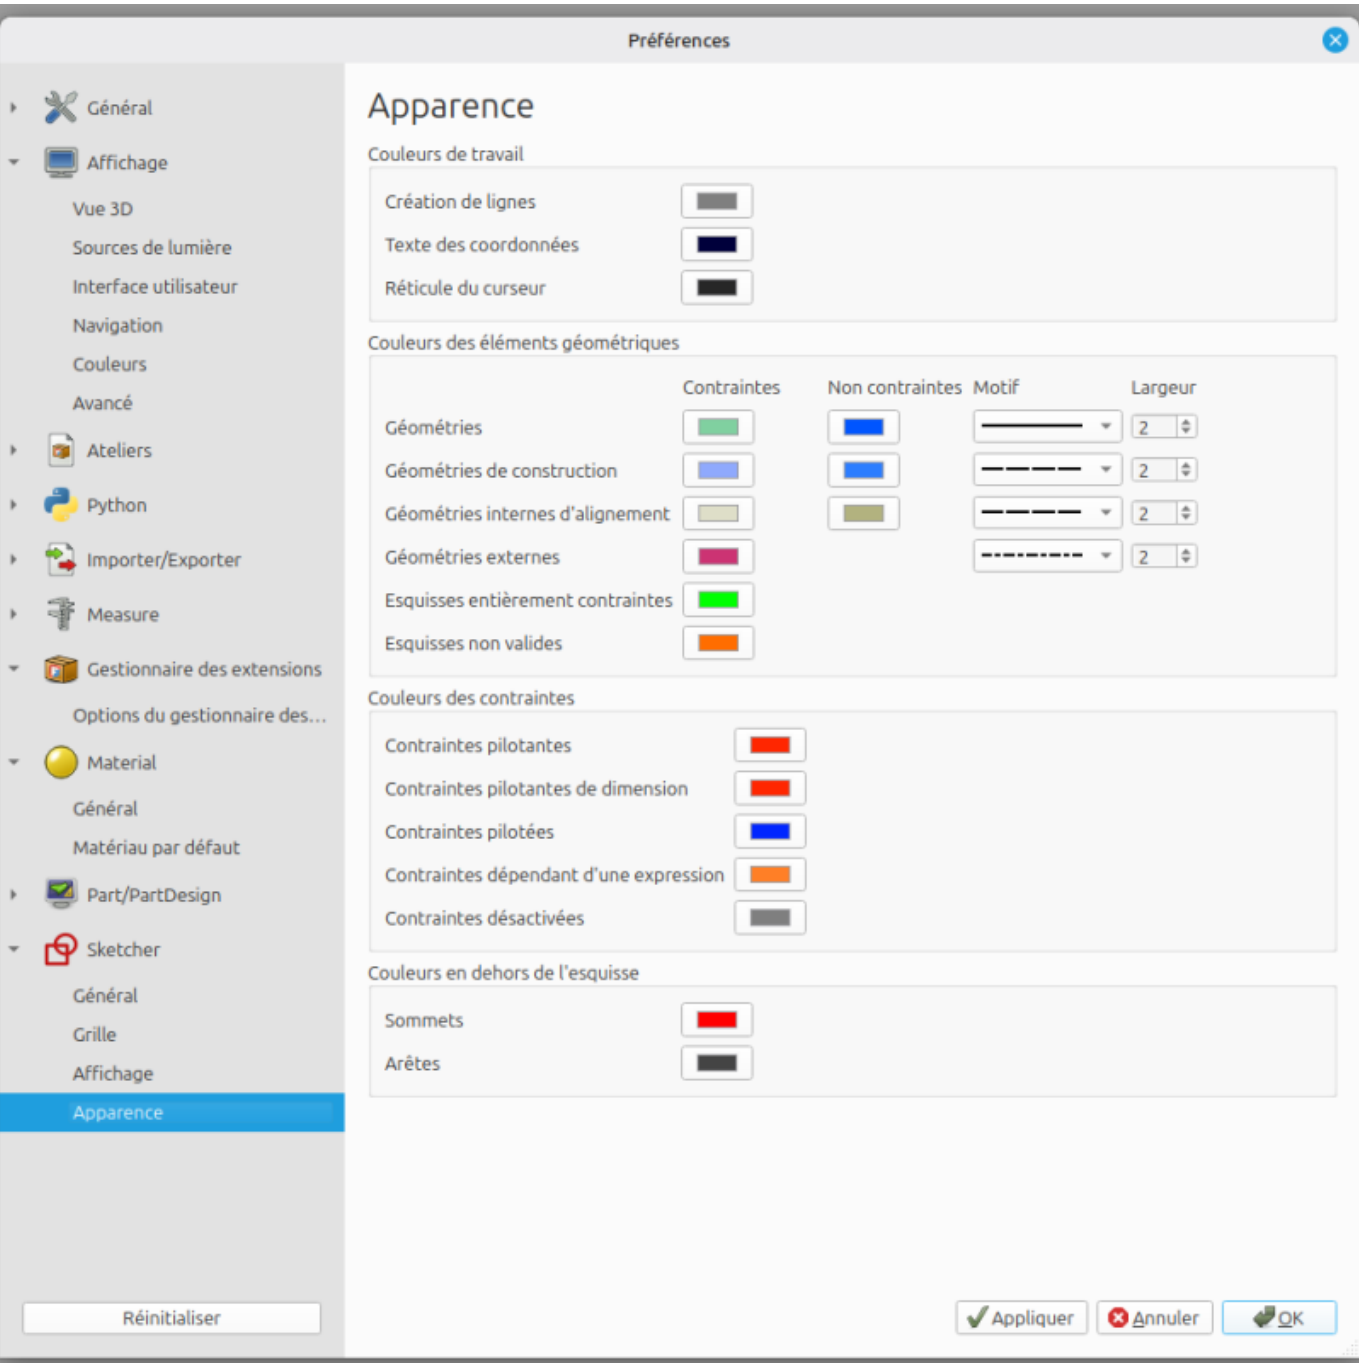 Préférences
Général
Affichage
Vue 3D
Sources de lumière
Interface utilisateur
Navigation
Couleurs
Avancé
Ateliers
Python
Importer/Exporter
Measure
Gestionnaire des extensions
Options du gestionnaire des...
Material
Général
Matériau par défaut
Part/PartDesign
Sketcher
Général
Grille
Affichage
Apparence
Réinitialiser
Apparence
Couleurs de travail
Création de lignes
Texte des coordonnées
Réticule du curseur
Couleurs des éléments géométriques
Contraintes Non contraintes Motif Largeur
Géométries 2
Géométries de construction 2
Géométries internes d'alignement 2
Géométries externes 2
Esquisses entièrement contraintes
Esquisses non valides
Couleurs des contraintes
Contraintes pilotantes
Contraintes pilotantes de dimension
Contraintes pilotées
Contraintes dépendant d'une expression
Contraintes désactivées
Couleurs en dehors de l'esquisse
Sommets
Arêtes
Appliquer Annuler OK